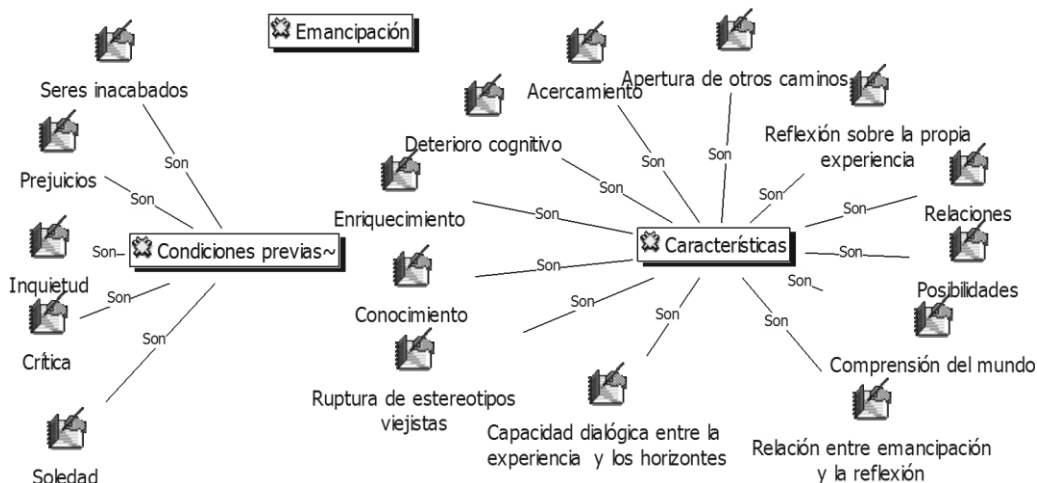 Emancipación
Seres inacabados
Son
Prejuicios
Son
Inquietud
Son
Condiciones previas~
Crítica
Son
Soledad
Son
Acercamiento
Son
Apertura de otros caminos
Son
Deterioro cognitivo
Son
Reflexión sobre la propia
experiencia
Son
Enriquecimiento
Son
Relaciones
Son
Características
Conocimiento
Son
Posibilidades
Son
Ruptura de estereotipos
viejistas
Son
Comprensión del mundo
Son
Capacidad dialógica entre la
experiencia y los horizontes
Son
Relación entre emancipación
y la reflexión
Son